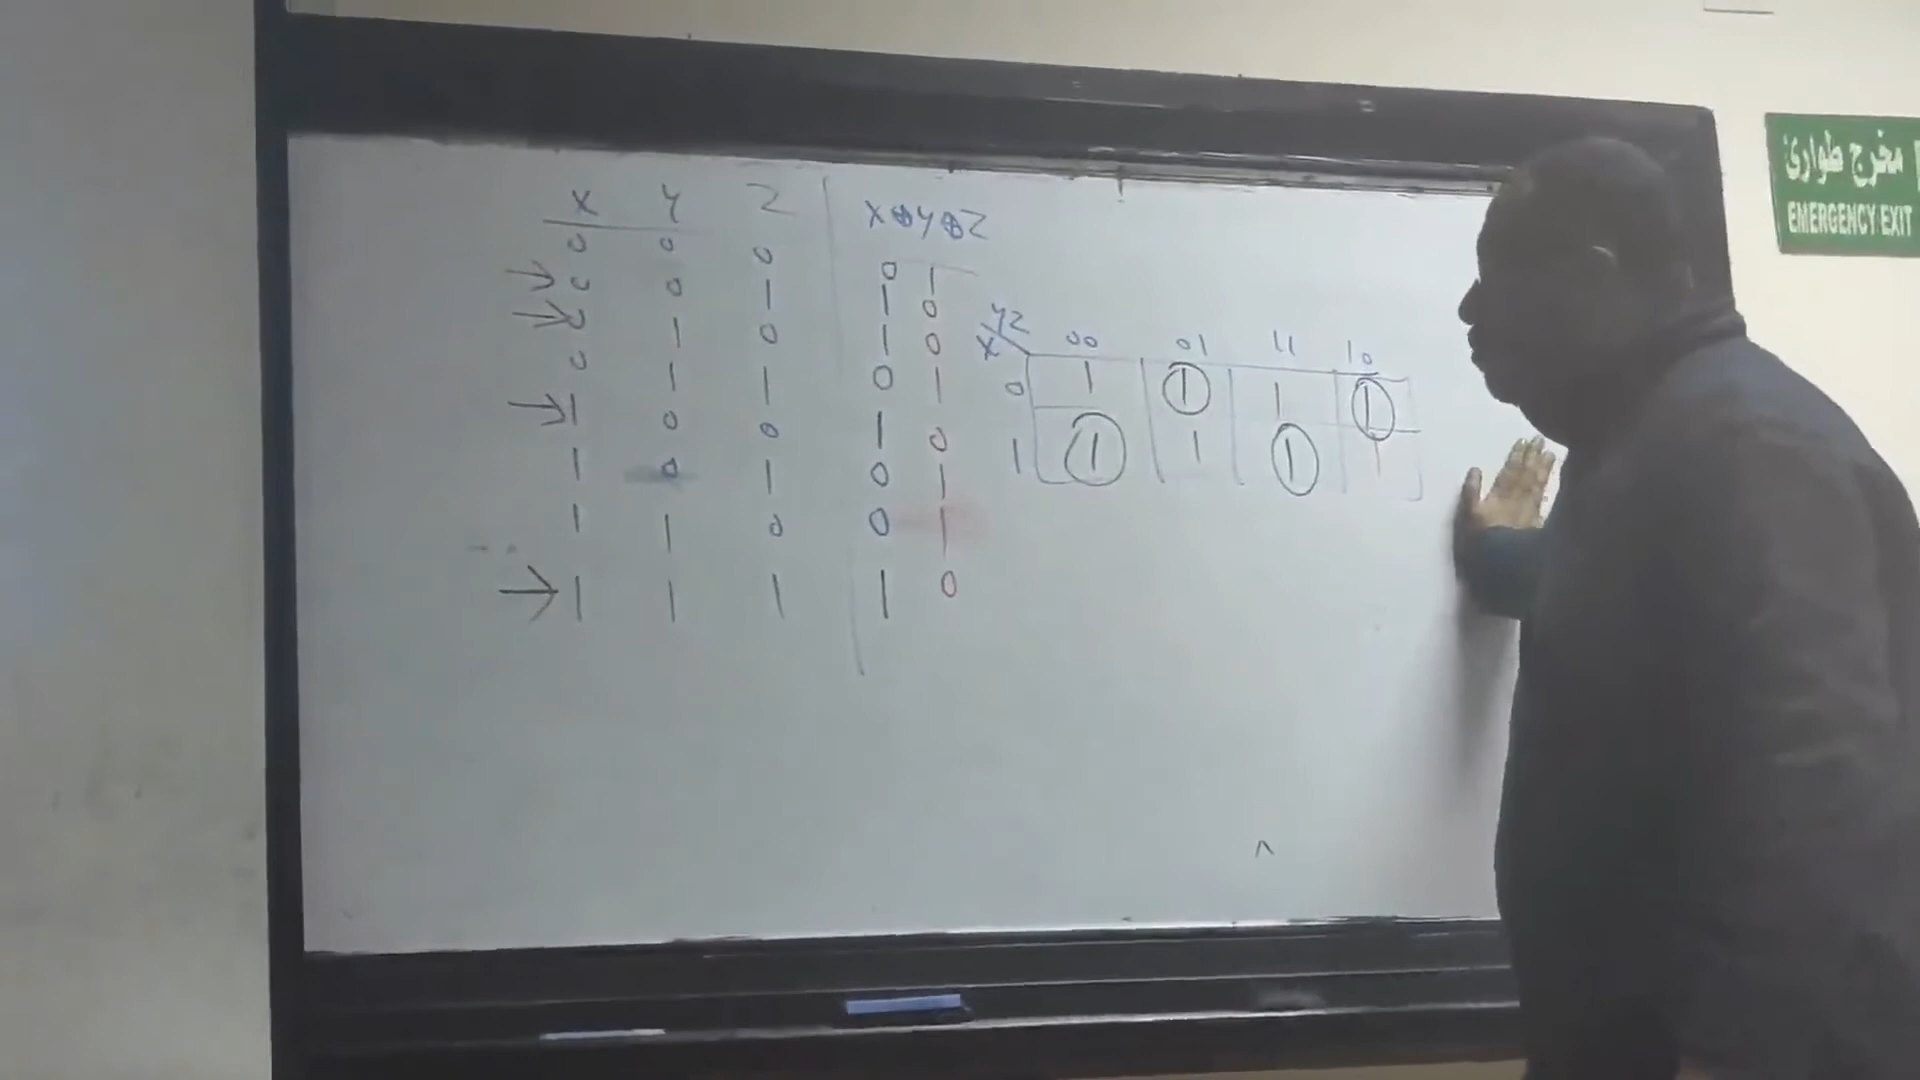 مخرج طوارئ
EMERGENCY EXIT
X Y Z X⊕Y⊕Z
0 0 0 0 1
0 0 1 1 0
0 1 0 1 0
0 1 1 0 1
1 0 0 1 0
1 0 1 0 1
1 1 0 0 1
1 1 1 1 0
YZ
X 00 01 11 10
0 1 1 1 1
1 1 1 1 1